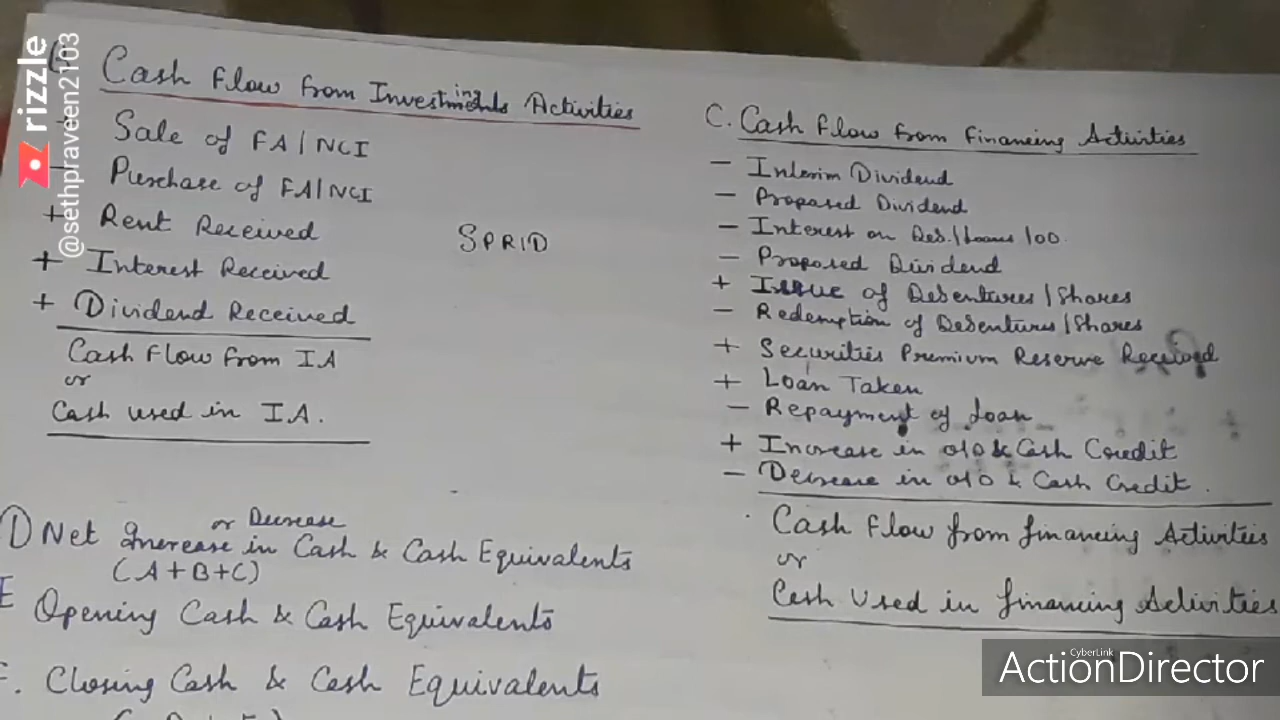 rizzle
@sethpraveen2103
Cash Flow from Investing Activities
Sale of FA/NCI
Purchase of FA/NCI
+ Rent Received
+ Interest Received
+ Dividend Received
SPRID
Cash Flow from IA
or
Cash used in IA.
C. Cash Flow from Financing Activities
- Interim Dividend
- Proposed Dividend
- Interest on Deb./Loans/OD.
- Proposed Dividend
+ Issue of Debentures/Shares
- Redemption of Debentures/Shares
+ Securities Premium Reserve Received
+ Loan Taken
- Repayment of Loan
+ Increase in O/D & Cash Credit
- Decrease in O/D & Cash Credit.
Cash Flow from financing Activities
or
Cash Used in financing Activities
or Decrease
D Net Increase in Cash & Cash Equivalents
(A+B+C)
E Opening Cash & Cash Equivalents
F. Closing Cash & Cash Equivalents
CyberLink
ActionDirector